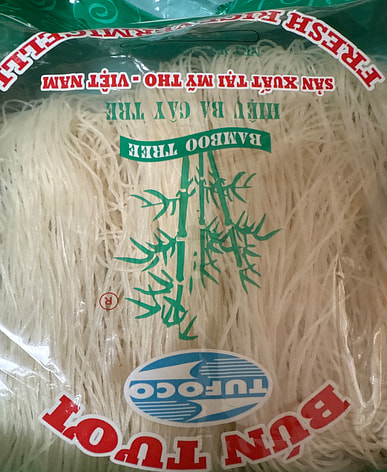 BÚN TƯƠI
TUFOCO
®
BAMBOO TREE
HIỆU BA CÂY TRE
SẢN XUẤT TẠI MỸ THO - VIỆT NAM
FRESH RICE VERMICELLI